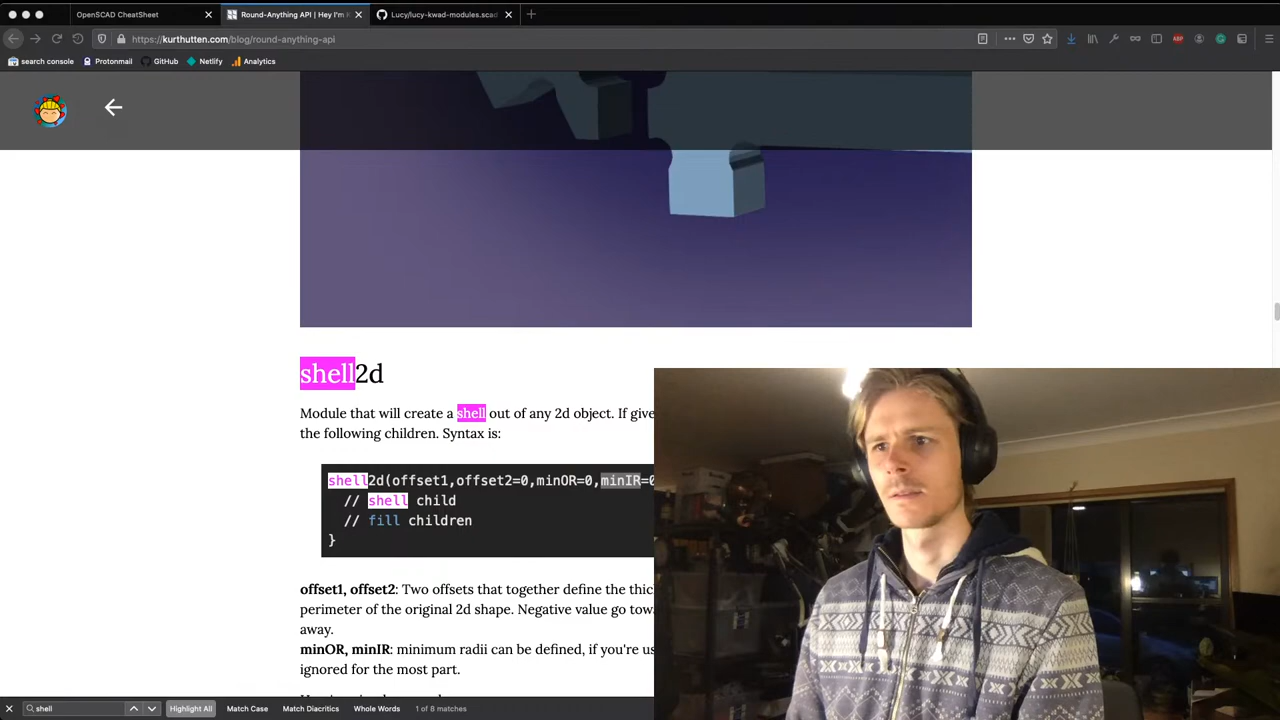 OpenSCAD CheatSheet
Round-Anything API | Hey I'm K
Lucy/lucy-kwad-modules.scad
https://kurthutten.com/blog/round-anything-api
search console Protonmail GitHub Netlify Analytics
shell2d
Module that will create a shell out of any 2d object. If give
the following children. Syntax is:
shell2d(offset1,offset2=0,minOR=0,minIR=0
// shell child
// fill children
}
offset1, offset2: Two offsets that together define the thic
perimeter of the original 2d shape. Negative value go tow
away.
minOR, minIR: minimum radii can be defined, if you're us
ignored for the most part.
shell
Highlight All Match Case Match Diacritics Whole Words 1 of 8 matches